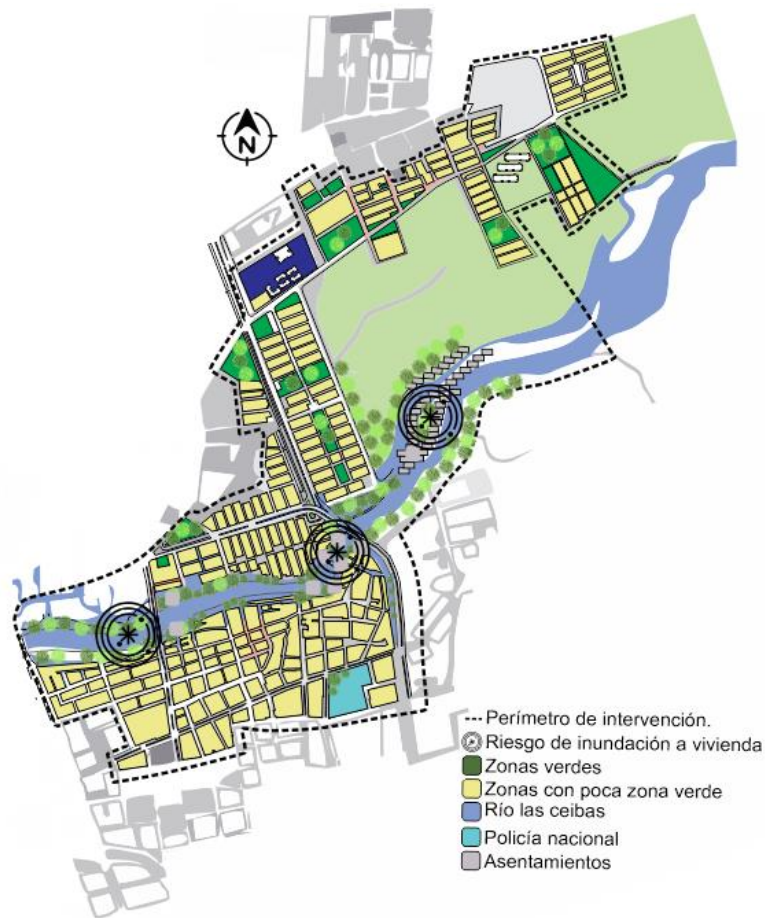 N
Perímetro de intervención.
Riesgo de inundación a vivienda
Zonas verdes
Zonas con poca zona verde
Río las ceibas
Policía nacional
Asentamientos